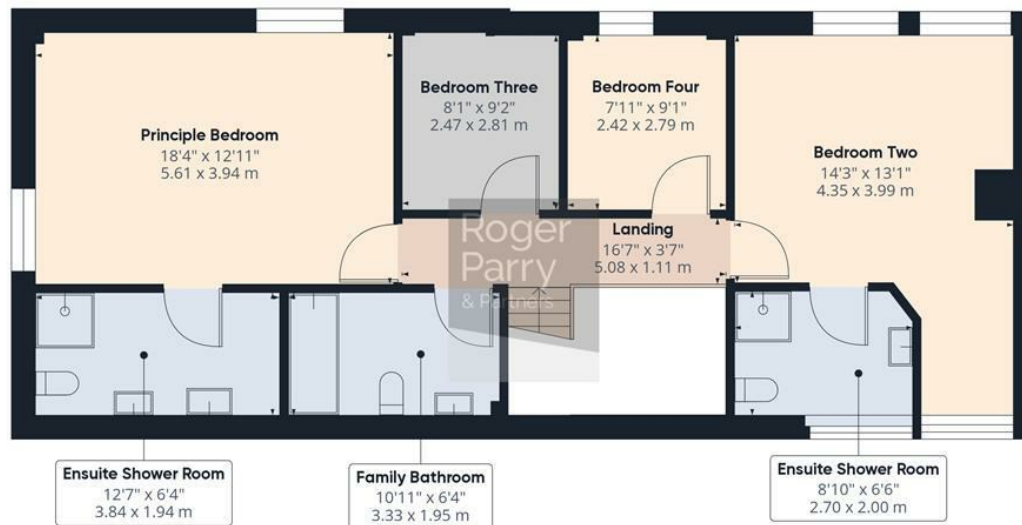 Principle Bedroom
18'4" x 12'11"
5.61 x 3.94 m
Bedroom Three
8'1" x 9'2"
2.47 x 2.81 m
Bedroom Four
7'11" x 9'1"
2.42 x 2.79 m
Bedroom Two
14'3" x 13'1"
4.35 x 3.99 m
Landing
16'7" x 3'7"
5.08 x 1.11 m
Roger
Parry
& Partners
Ensuite Shower Room
12'7" x 6'4"
3.84 x 1.94 m
Family Bathroom
10'11" x 6'4"
3.33 x 1.95 m
Ensuite Shower Room
8'10" x 6'6"
2.70 x 2.00 m